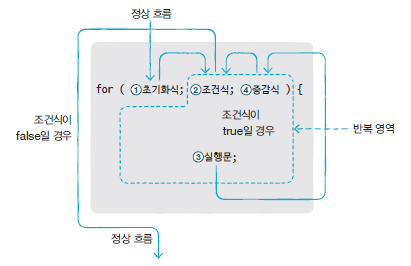 정상 흐름
for ( ①초기화식; ②조건식; ④증감식 ) {
조건식이
false일 경우
조건식이
true일 경우
반복 영역
③실행문;
}
정상 흐름